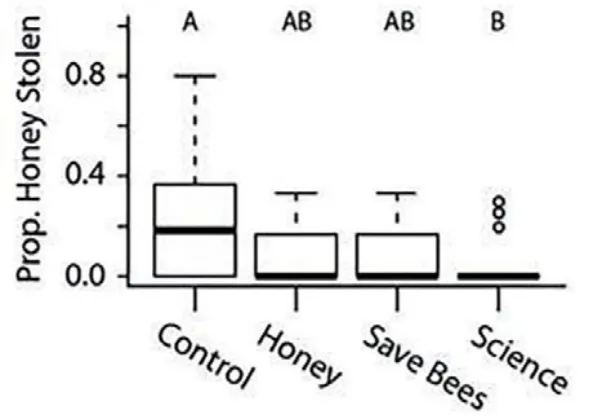 Prop. Honey Stolen
A AB AB B
0.8
0.4
0.0
Control Honey Save Bees Science